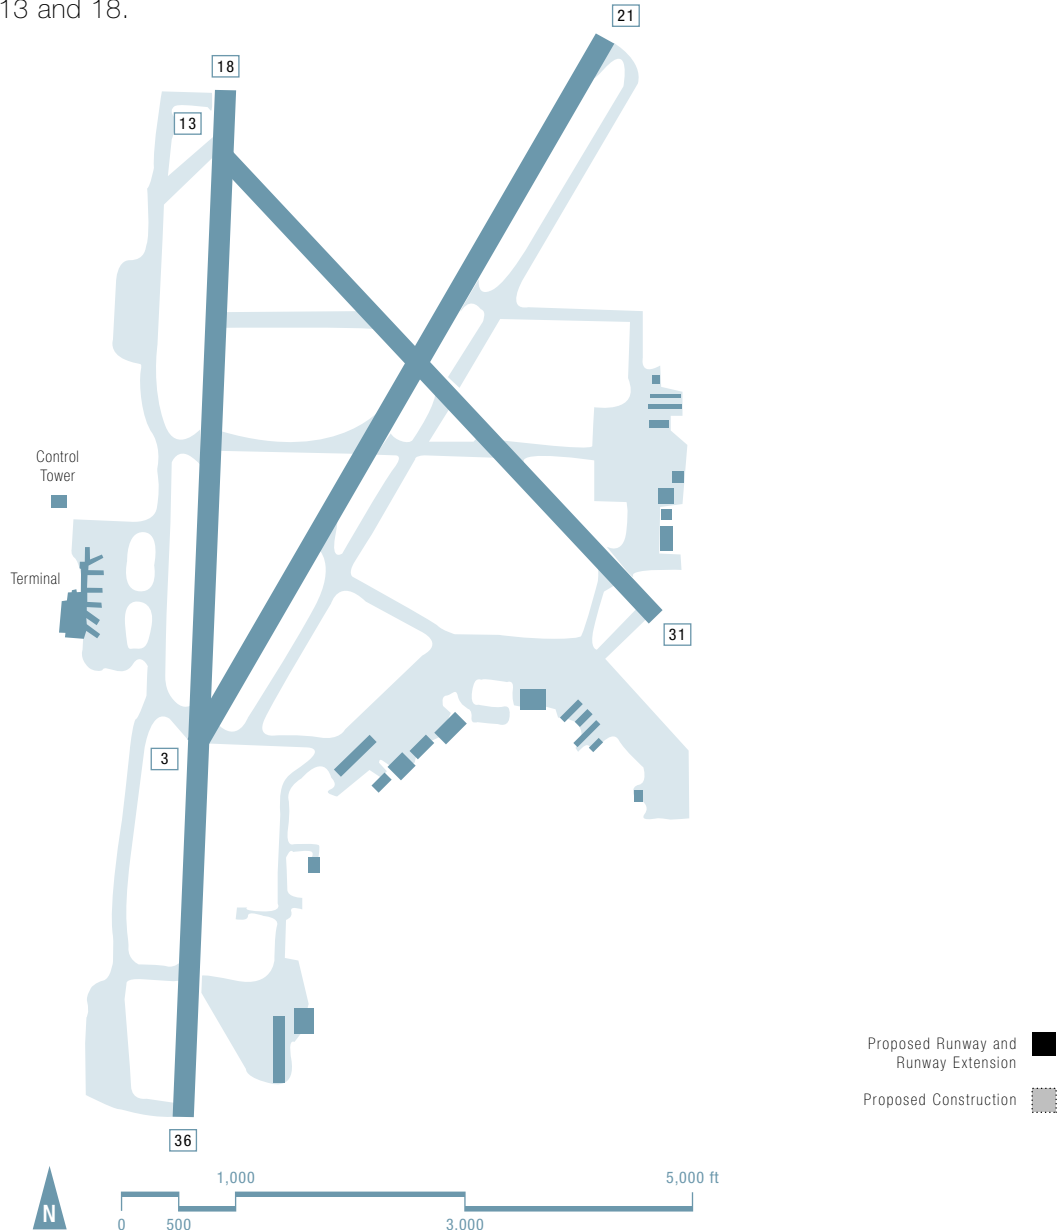 13 and 18.
21
18
13
Control
Tower
Terminal
31
3
Proposed Runway and
Runway Extension
Proposed Construction
36
1,000
5,000 ft
N
0
500
3,000